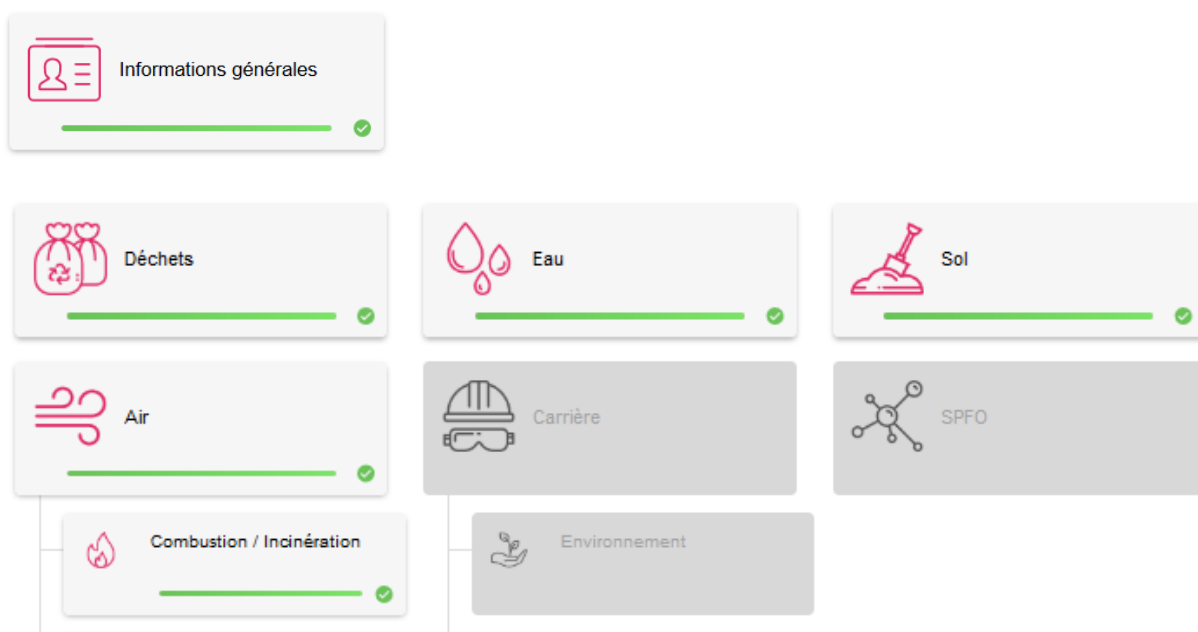 Informations générales
Déchets
Eau
Sol
Air
Carrière
SPFO
Combustion / Incinération
Environnement